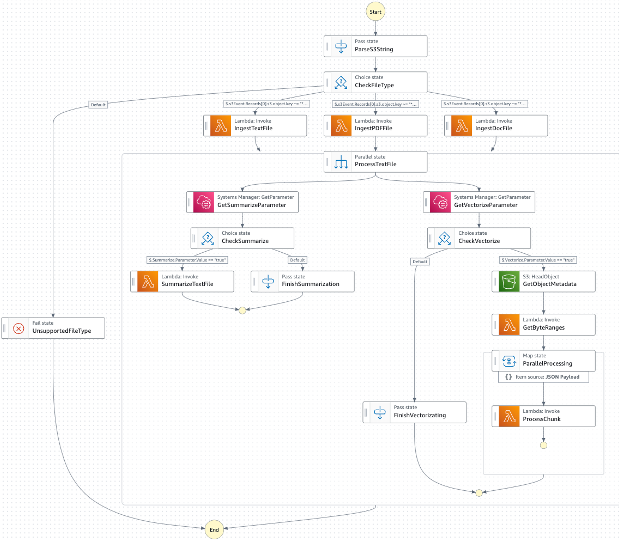 Start
Pass state
ParseS3String
Choice state
CheckFileType
Default
$.s3Event.Records[0].s3.object.key == "*...
$.s3Event.Records[0].s3.object.key == "*...
$.s3Event.Records[0].s3.object.key == "*...
Lambda: Invoke
IngestTextFile
Lambda: Invoke
IngestPDFFile
Lambda: Invoke
IngestDocFile
Parallel state
ProcessTextFile
Systems Manager: GetParameter
GetSummarizeParameter
Systems Manager: GetParameter
GetVectorizeParameter
Choice state
CheckSummarize
Choice state
CheckVectorize
$.Summarize.Parameter.Value == "true"
Default
Default
$.Vectorize.Parameter.Value == "true"
Lambda: Invoke
SummarizeTextFile
Pass state
FinishSummarization
S3: HeadObject
GetObjectMetadata
Fail state
UnsupportedFileType
Lambda: Invoke
GetByteRanges
Map state
ParallelProcessing
{} Item source: JSON Payload
Pass state
FinishVectorizating
Lambda: Invoke
ProcessChunk
End